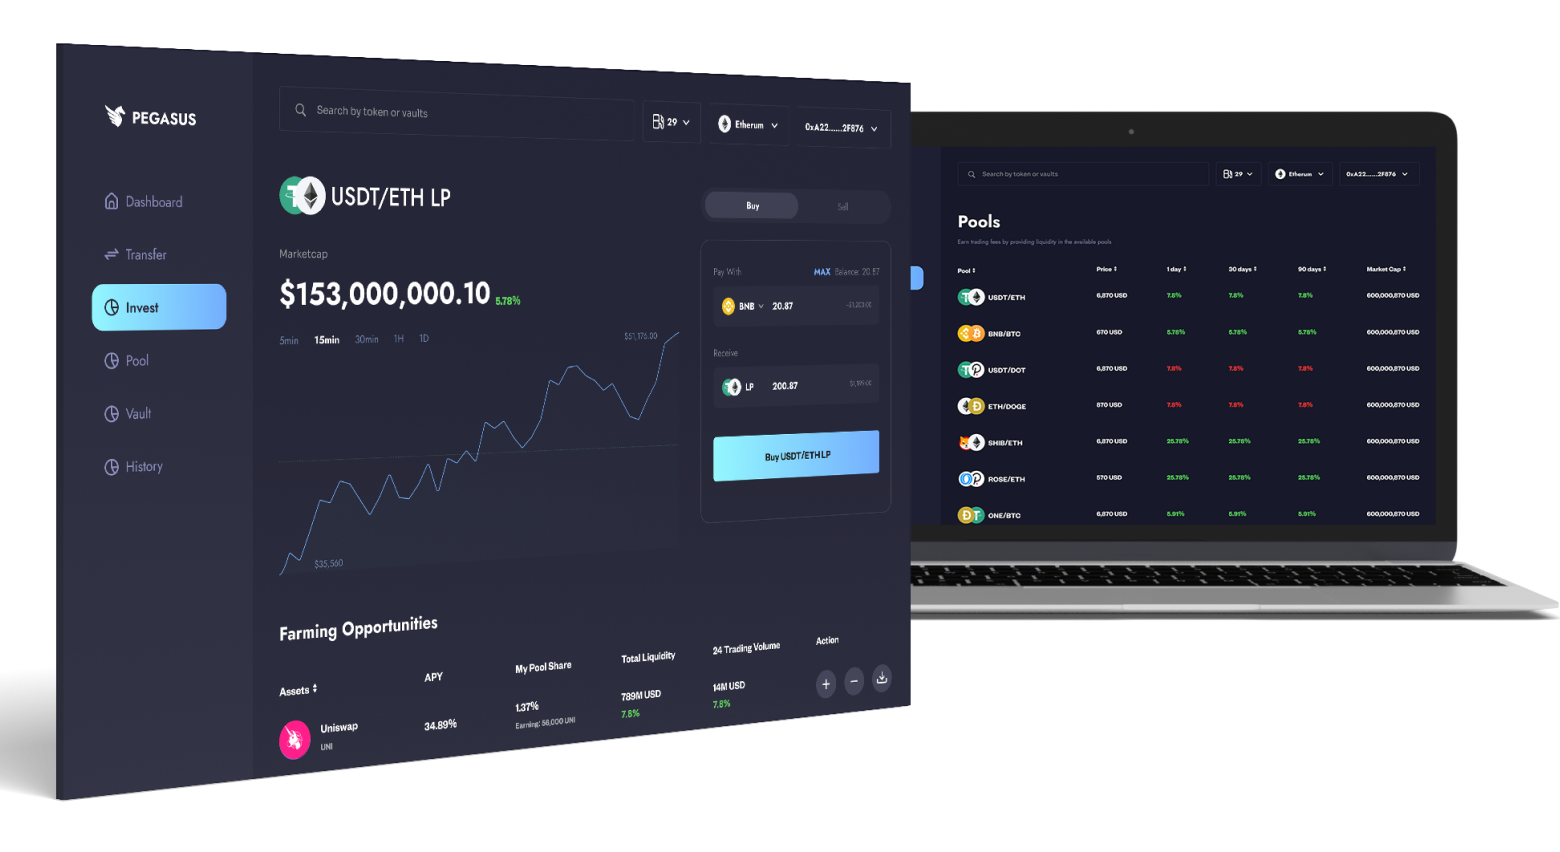 PEGASUS
Search by token or vaults
29
Etherum
0xA22......2F876
Dashboard
Transfer
Invest
Pool
Vault
History
USDT/ETH LP
Marketcap
$153,000,000.10 5.78%
5min 15min 30min 1H 1D
$51,176.00
$35,560
Buy Sell
Pay With MAX Balance: 20.87
BNB 20.87
Receive
LP 200.87
Buy USDT/ETH LP
Farming Opportunities
Assets APY My Pool Share Total Liquidity 24 Trading Volume Action
Uniswap 34.89% 1.37% 789M USD 14M USD
UNI Earning: 56,000 UNI 7.8% 7.8%
Search by token or vaults 29 Etherum 0xA22......2F876
Pools
Earn trading fees by providing liquidity in the available pools
Pool Price 1 day 30 days 90 days Market Cap
USDT/ETH 6,870 USD 7.8% 7.8% 7.8% 600,000,870 USD
BNB/BTC 670 USD 5.78% 5.78% 5.78% 600,000,870 USD
USDT/DOT 6,870 USD 7.8% 7.8% 7.8% 600,000,870 USD
ETH/DOGE 870 USD 7.8% 7.8% 7.8% 600,000,870 USD
SHIB/ETH 6,870 USD 25.78% 25.78% 25.78% 600,000,870 USD
ROSE/ETH 570 USD 25.78% 25.78% 25.78% 600,000,870 USD
ONE/BTC 6,870 USD 5.91% 5.91% 5.91% 600,000,870 USD